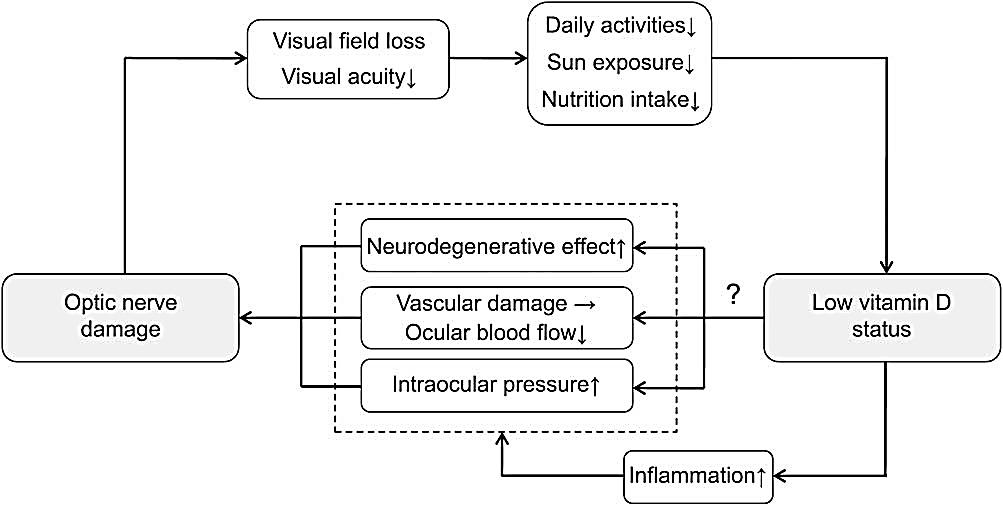 Visual field loss
Visual acuity↓
Daily activities↓
Sun exposure↓
Nutrition intake↓
Neurodegenerative effect↑
Optic nerve
damage
Vascular damage →
Ocular blood flow↓
?
Low vitamin D
status
Intraocular pressure↑
Inflammation↑